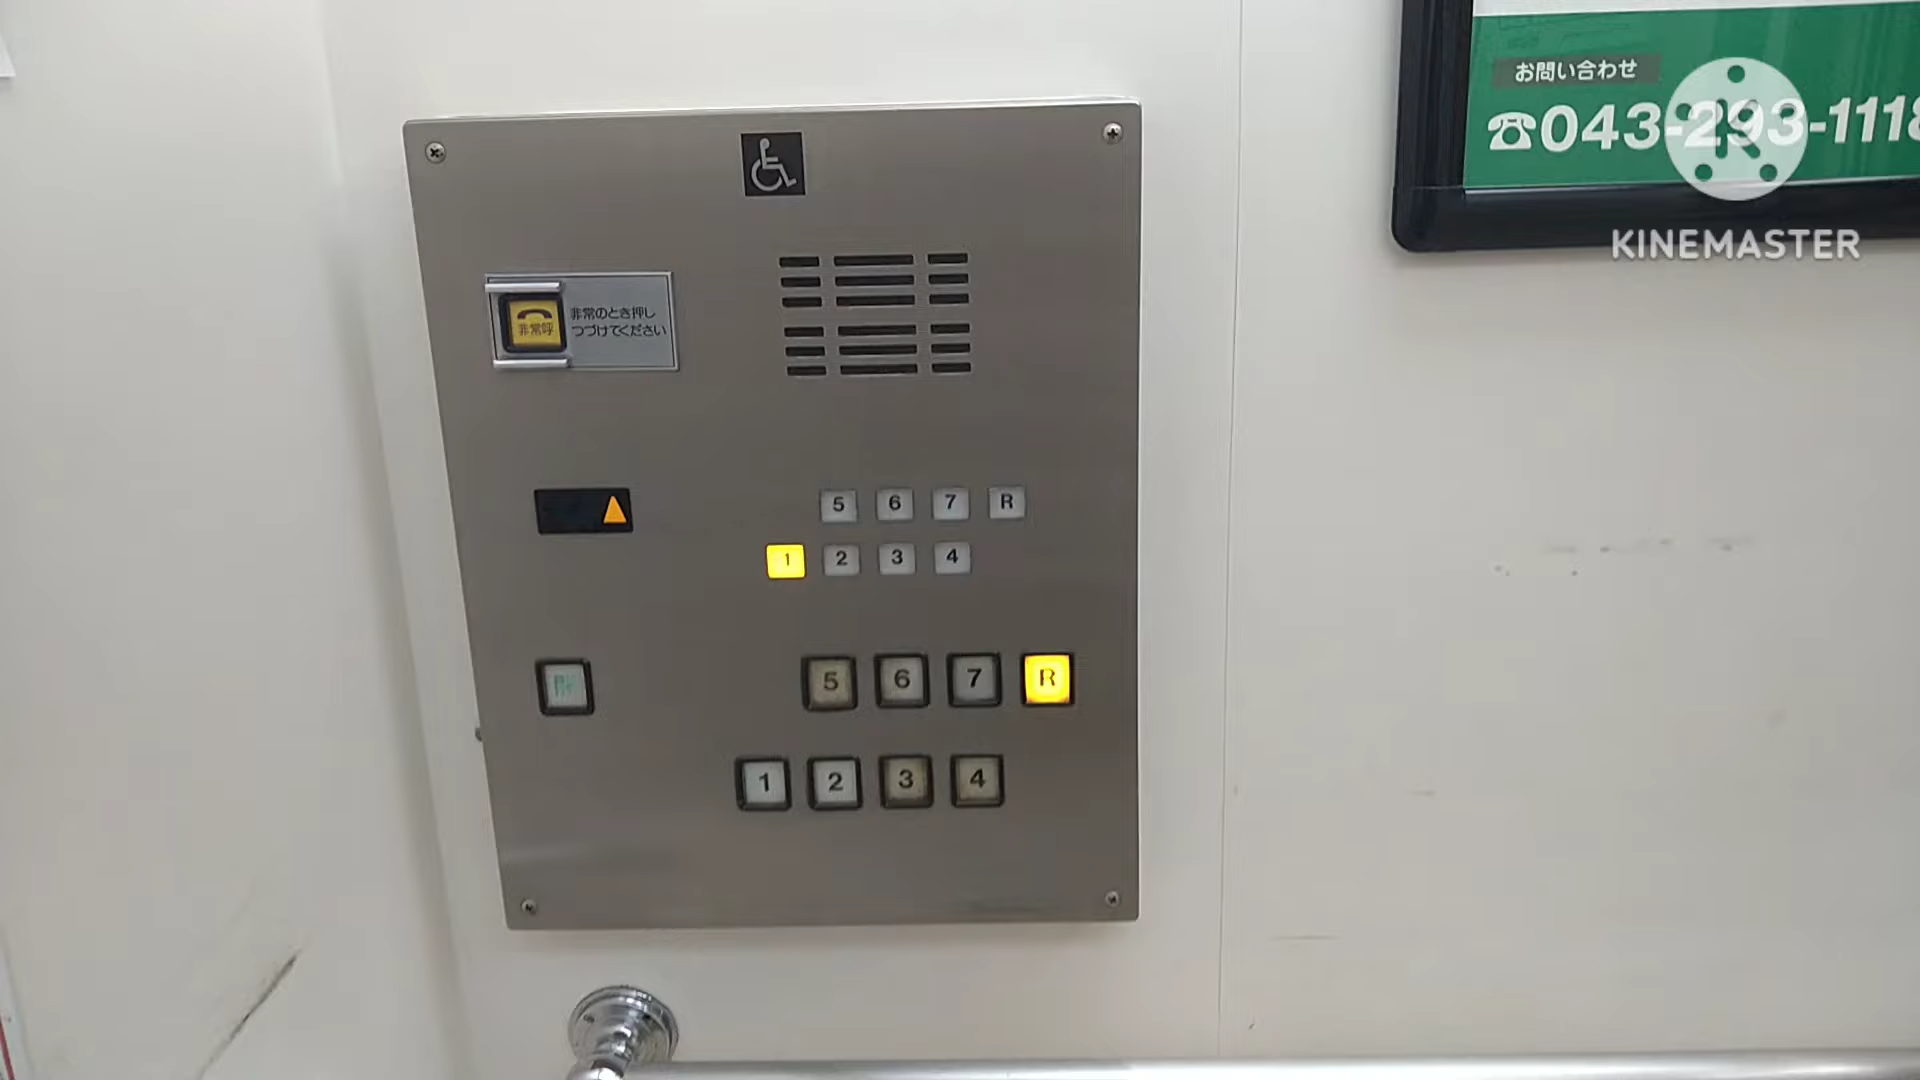 お問い合わせ
☎043-293-1118
KINEMASTER
非常呼
非常のとき押し
つづけてください
5 6 7 R
1 2 3 4
5 6 7 R
1 2 3 4